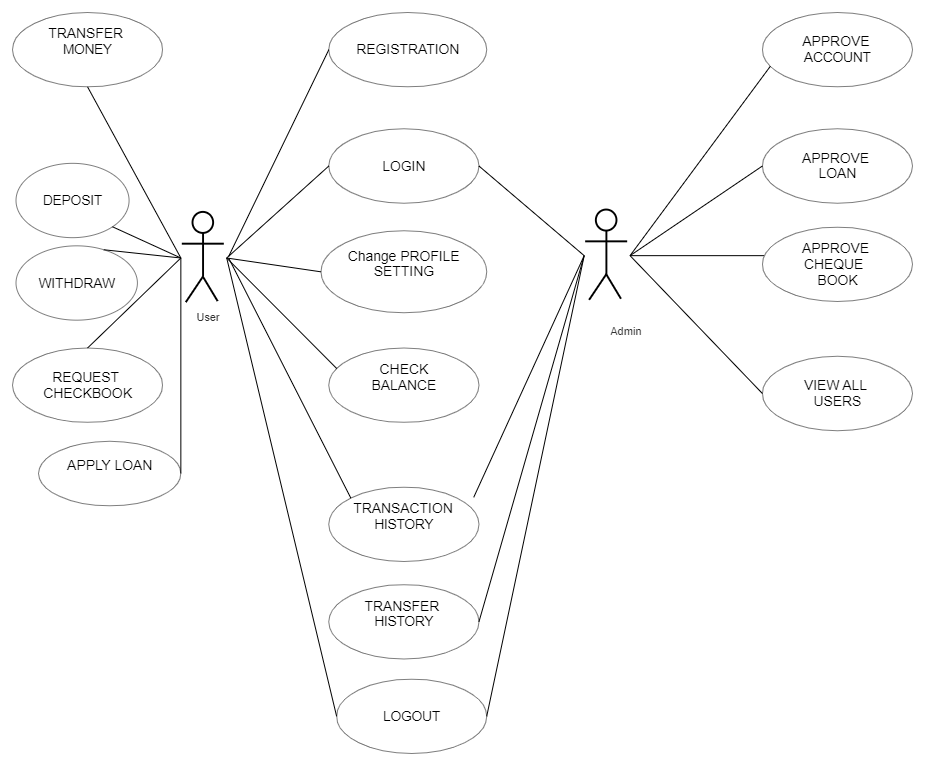 TRANSFER
MONEY
REGISTRATION
APPROVE
ACCOUNT
LOGIN
APPROVE
LOAN
DEPOSIT
Change PROFILE
SETTING
APPROVE
CHEQUE
BOOK
WITHDRAW
User
Admin
REQUEST
CHECKBOOK
CHECK
BALANCE
VIEW ALL
USERS
APPLY LOAN
TRANSACTION
HISTORY
TRANSFER
HISTORY
LOGOUT